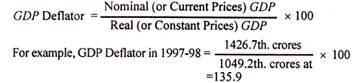 GDP Deflator = Nominal (or Current Prices) GDP / Real (or Constant Prices) GDP × 100
For example, GDP Deflator in 1997-98 = 1426.7th. crores / 1049.2th. crores at × 100
=135.9